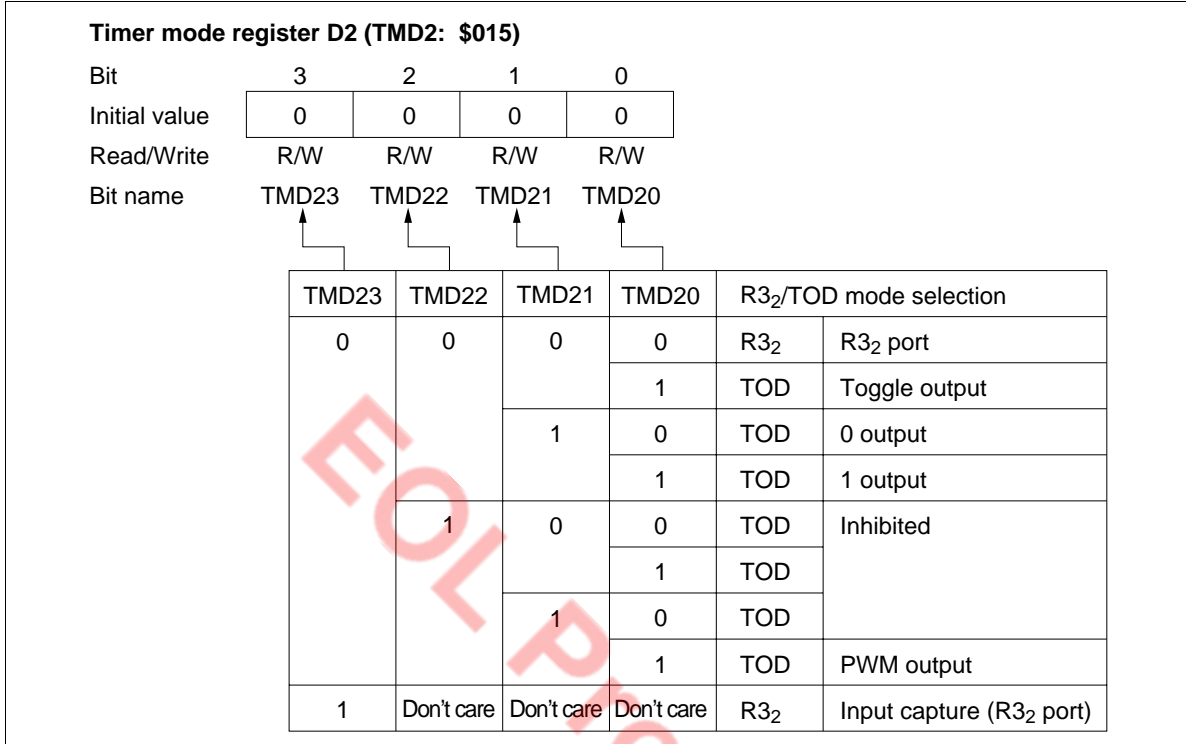 Timer mode register D2 (TMD2: $015)
Bit 3 2 1 0
Initial value 0 0 0 0
Read/Write R/W R/W R/W R/W
Bit name TMD23 TMD22 TMD21 TMD20
TMD23 TMD22 TMD21 TMD20 R3₂/TOD mode selection
0 0 0 0 R3₂ R3₂ port
1 TOD Toggle output
1 0 TOD 0 output
1 TOD 1 output
1 0 0 TOD Inhibited
1 TOD
1 0 TOD
1 TOD PWM output
1 Don't care Don't care Don't care R3₂ Input capture (R3₂ port)
EOL Pro